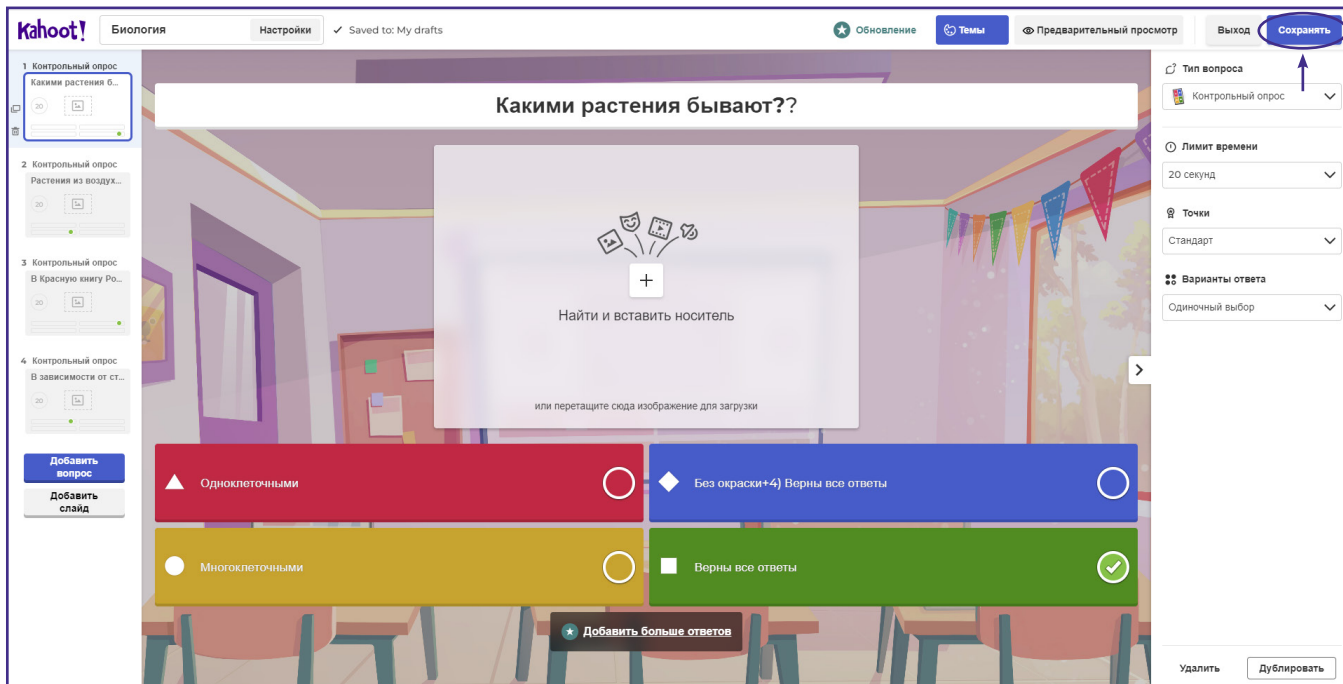 Kahoot!
Биология
Настройки
Saved to: My drafts
Обновление
Темы
Предварительный просмотр
Выход
Сохранять
1 Контрольный опрос
Какими растения б...
20
2 Контрольный опрос
Растения из воздух...
20
3 Контрольный опрос
В Красную книгу Ро...
20
4 Контрольный опрос
В зависимости от ст...
20
Добавить
вопрос
Добавить
слайд
Какими растения бывают??
Найти и вставить носитель
или перетащите сюда изображение для загрузки
Одноклеточными
Без окраски+4) Верны все ответы
Многоклеточными
Верны все ответы
Добавить больше ответов
Тип вопроса
Контрольный опрос
Лимит времени
20 секунд
Точки
Стандарт
Варианты ответа
Одиночный выбор
Удалить
Дублировать